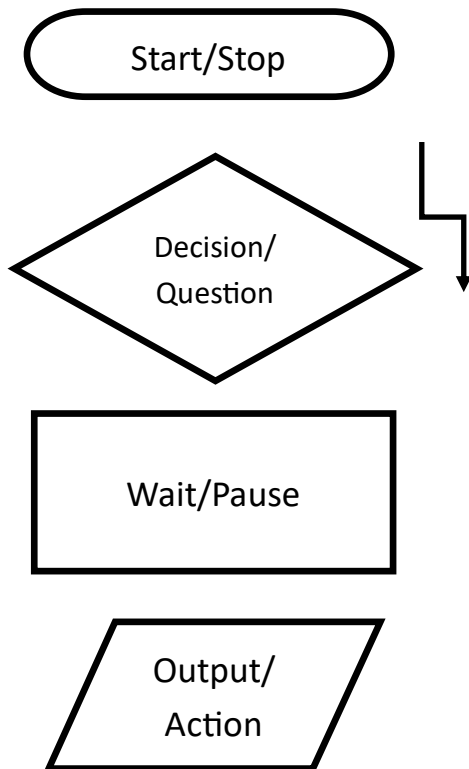 Start/Stop
Decision/
Question
Wait/Pause
Output/
Action